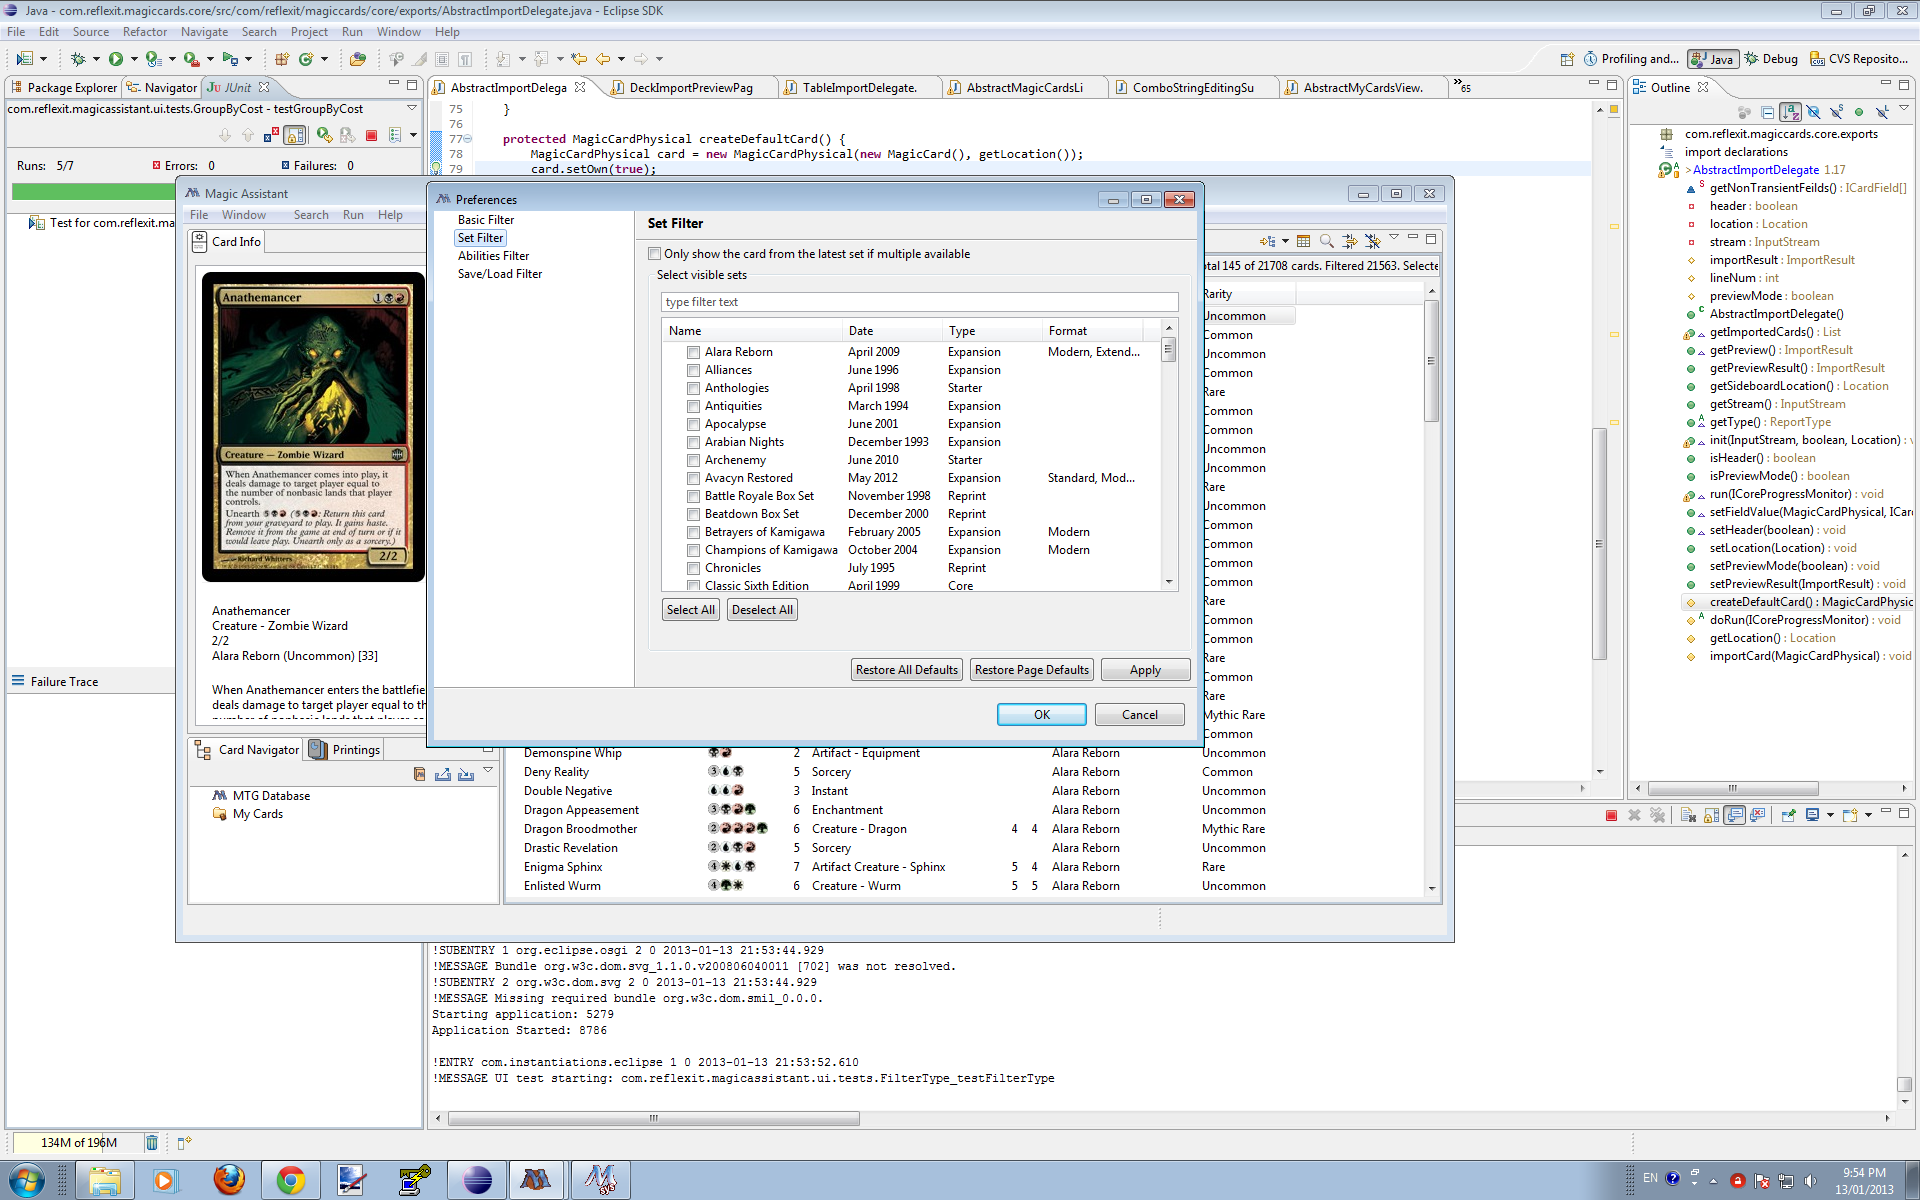 Java - com.reflexit.magiccards.core/src/com/reflexit/magiccards/core/exports/AbstractImportDelegate.java - Eclipse SDK
File Edit Source Refactor Navigate Search Project Run Window Help
Profiling and... Java Debug CVS Reposito...
Package Explorer Navigator JUnit
com.reflexit.magicassistant.ui.tests.GroupByCost - testGroupByCost
Runs: 5/7 Errors: 0 Failures: 0
Test for com.reflexit.ma
Failure Trace
AbstractImportDelega DeckImportPreviewPag TableImportDelegate. AbstractMagicCardsLi ComboStringEditingSu AbstractMyCardsView. »65
75 }
76
77 protected MagicCardPhysical createDefaultCard() {
78 MagicCardPhysical card = new MagicCardPhysical(new MagicCard(), getLocation());
79 card.setOwn(true);
Magic Assistant
File Window Search Run Help
Card Info
Anathemancer 1
Creature — Zombie Wizard
When Anathemancer comes into play, it
deals damage to target player equal to
the number of nonbasic lands that player
controls.
Unearth 5 (5: Return this card
from your graveyard to play. It gains haste.
Remove it from the game at end of turn or if it
would leave play. Unearth only as a sorcery.)
2/2
Anathemancer
Creature - Zombie Wizard
2/2
Alara Reborn (Uncommon) [33]
When Anathemancer enters the battlefie
deals damage to target player equal to th
number of nonbasic lands that player co
Card Navigator Printings
MTG Database
My Cards
Preferences
Basic Filter
Set Filter
Abilities Filter
Save/Load Filter
Set Filter
Only show the card from the latest set if multiple available
Select visible sets
type filter text
Name Date Type Format
Alara Reborn April 2009 Expansion Modern, Extend...
Alliances June 1996 Expansion
Anthologies April 1998 Starter
Antiquities March 1994 Expansion
Apocalypse June 2001 Expansion
Arabian Nights December 1993 Expansion
Archenemy June 2010 Starter
Avacyn Restored May 2012 Expansion Standard, Mod...
Battle Royale Box Set November 1998 Reprint
Beatdown Box Set December 2000 Reprint
Betrayers of Kamigawa February 2005 Expansion Modern
Champions of Kamigawa October 2004 Expansion Modern
Chronicles July 1995 Reprint
Classic Sixth Edition April 1999 Core
Select All Deselect All
Restore All Defaults Restore Page Defaults Apply
OK Cancel
tal 145 of 21708 cards. Filtered 21563. Selecte
Rarity
Uncommon
Common
Uncommon
Common
Rare
Common
Common
Uncommon
Uncommon
Rare
Uncommon
Common
Common
Common
Common
Rare
Common
Common
Rare
Common
Rare
Mythic Rare
Common
Demonspine Whip 2 Artifact - Equipment Alara Reborn Uncommon
Deny Reality 3 5 Sorcery Alara Reborn Common
Double Negative 3 Instant Alara Reborn Uncommon
Dragon Appeasement 3 6 Enchantment Alara Reborn Uncommon
Dragon Broodmother 2 6 Creature - Dragon 4 4 Alara Reborn Mythic Rare
Drastic Revelation 2 5 Sorcery Alara Reborn Uncommon
Enigma Sphinx 4 7 Artifact Creature - Sphinx 5 4 Alara Reborn Rare
Enlisted Wurm 4 6 Creature - Wurm 5 5 Alara Reborn Uncommon
Outline
com.reflexit.magiccards.core.exports
import declarations
> AbstractImportDelegate 1.17
getNonTransientFeilds() : ICardField[]
header : boolean
location : Location
stream : InputStream
importResult : ImportResult
lineNum : int
previewMode : boolean
AbstractImportDelegate()
getImportedCards() : List
getPreview() : ImportResult
getPreviewResult() : ImportResult
getSideboardLocation() : Location
getStream() : InputStream
getType() : ReportType
init(InputStream, boolean, Location) : v
isHeader() : boolean
isPreviewMode() : boolean
run(ICoreProgressMonitor) : void
setFieldValue(MagicCardPhysical, ICar
setHeader(boolean) : void
setLocation(Location) : void
setPreviewMode(boolean) : void
setPreviewResult(ImportResult) : void
createDefaultCard() : MagicCardPhysic
doRun(ICoreProgressMonitor) : void
getLocation() : Location
importCard(MagicCardPhysical) : void
!SUBENTRY 1 org.eclipse.osgi 2 0 2013-01-13 21:53:44.929
!MESSAGE Bundle org.w3c.dom.svg_1.1.0.v200806040011 [702] was not resolved.
!SUBENTRY 2 org.w3c.dom.svg 2 0 2013-01-13 21:53:44.929
!MESSAGE Missing required bundle org.w3c.dom.smil_0.0.0.
Starting application: 5279
Application Started: 8786
!ENTRY com.instantiations.eclipse 1 0 2013-01-13 21:53:52.610
!MESSAGE UI test starting: com.reflexit.magicassistant.ui.tests.FilterType_testFilterType
134M of 196M
EN 9:54 PM
13/01/2013